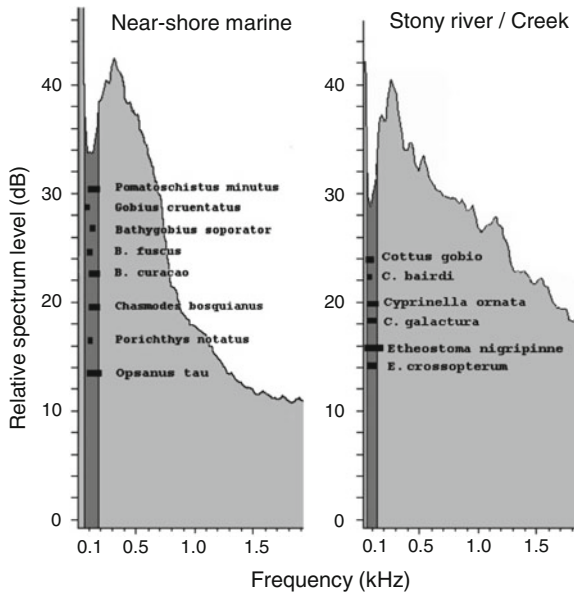 Near-shore marine
Stony river / Creek
Relative spectrum level (dB)
40
30
20
10
0
Pomatoschistus minutus
Gobius cruentatus
Bathygobius soporator
B. fuscus
B. curacao
Chasmodes bosquianus
Porichthys notatus
Opsanus tau
0.1 0.5 1.0 1.5
40
30
20
10
0
Cottus gobio
C. bairdi
Cyprinella ornata
C. galactura
Etheostoma nigripinne
E. crossopterum
0.1 0.5 1.0 1.5
Frequency (kHz)